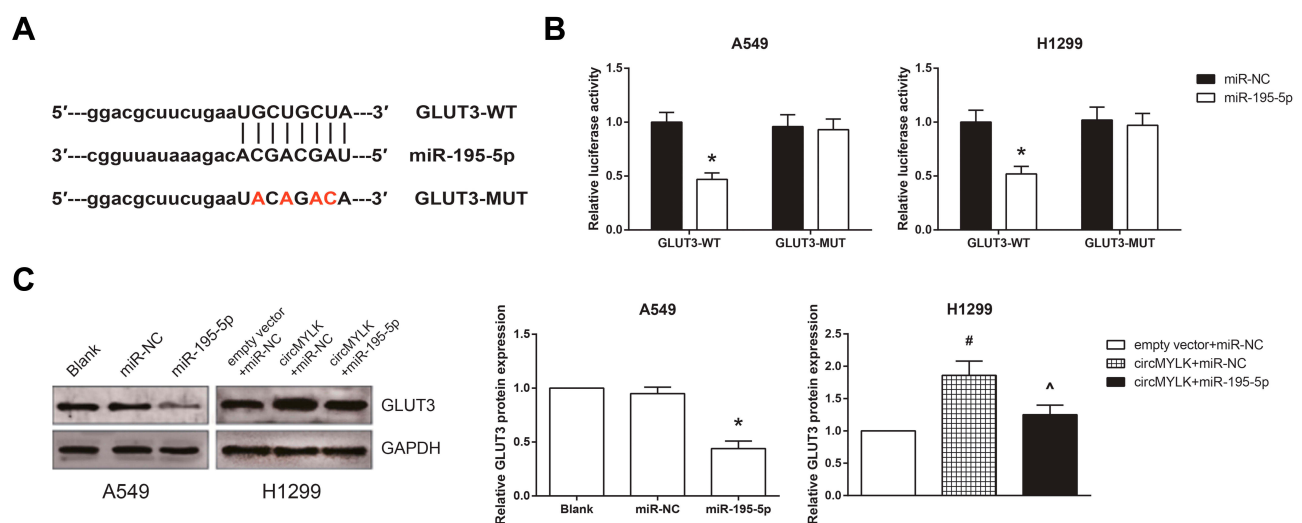 A
5′---ggacgcuucugaaUGCUGCUA---3′ GLUT3-WT
3′---cgguuauaaagacACGACGAU---5′ miR-195-5p
5′---ggacgcuucugaaUACAGACA---3′ GLUT3-MUT
B
A549
Relative luciferase activity
1.5
1.0
0.5
0.0
*
GLUT3-WT GLUT3-MUT
H1299
Relative luciferase activity
1.5
1.0
0.5
0.0
*
GLUT3-WT GLUT3-MUT
miR-NC
miR-195-5p
C
Blank
miR-NC
miR-195-5p
empty vector
+miR-NC
circMYLK
+miR-NC
circMYLK
+miR-195-5p
GLUT3
GAPDH
A549 H1299
A549
Relative GLUT3 protein expression
1.5
1.0
0.5
0.0
*
Blank miR-NC miR-195-5p
H1299
Relative GLUT3 protein expression
2.5
2.0
1.5
1.0
0.5
0.0
#
^
empty vector+miR-NC
circMYLK+miR-NC
circMYLK+miR-195-5p